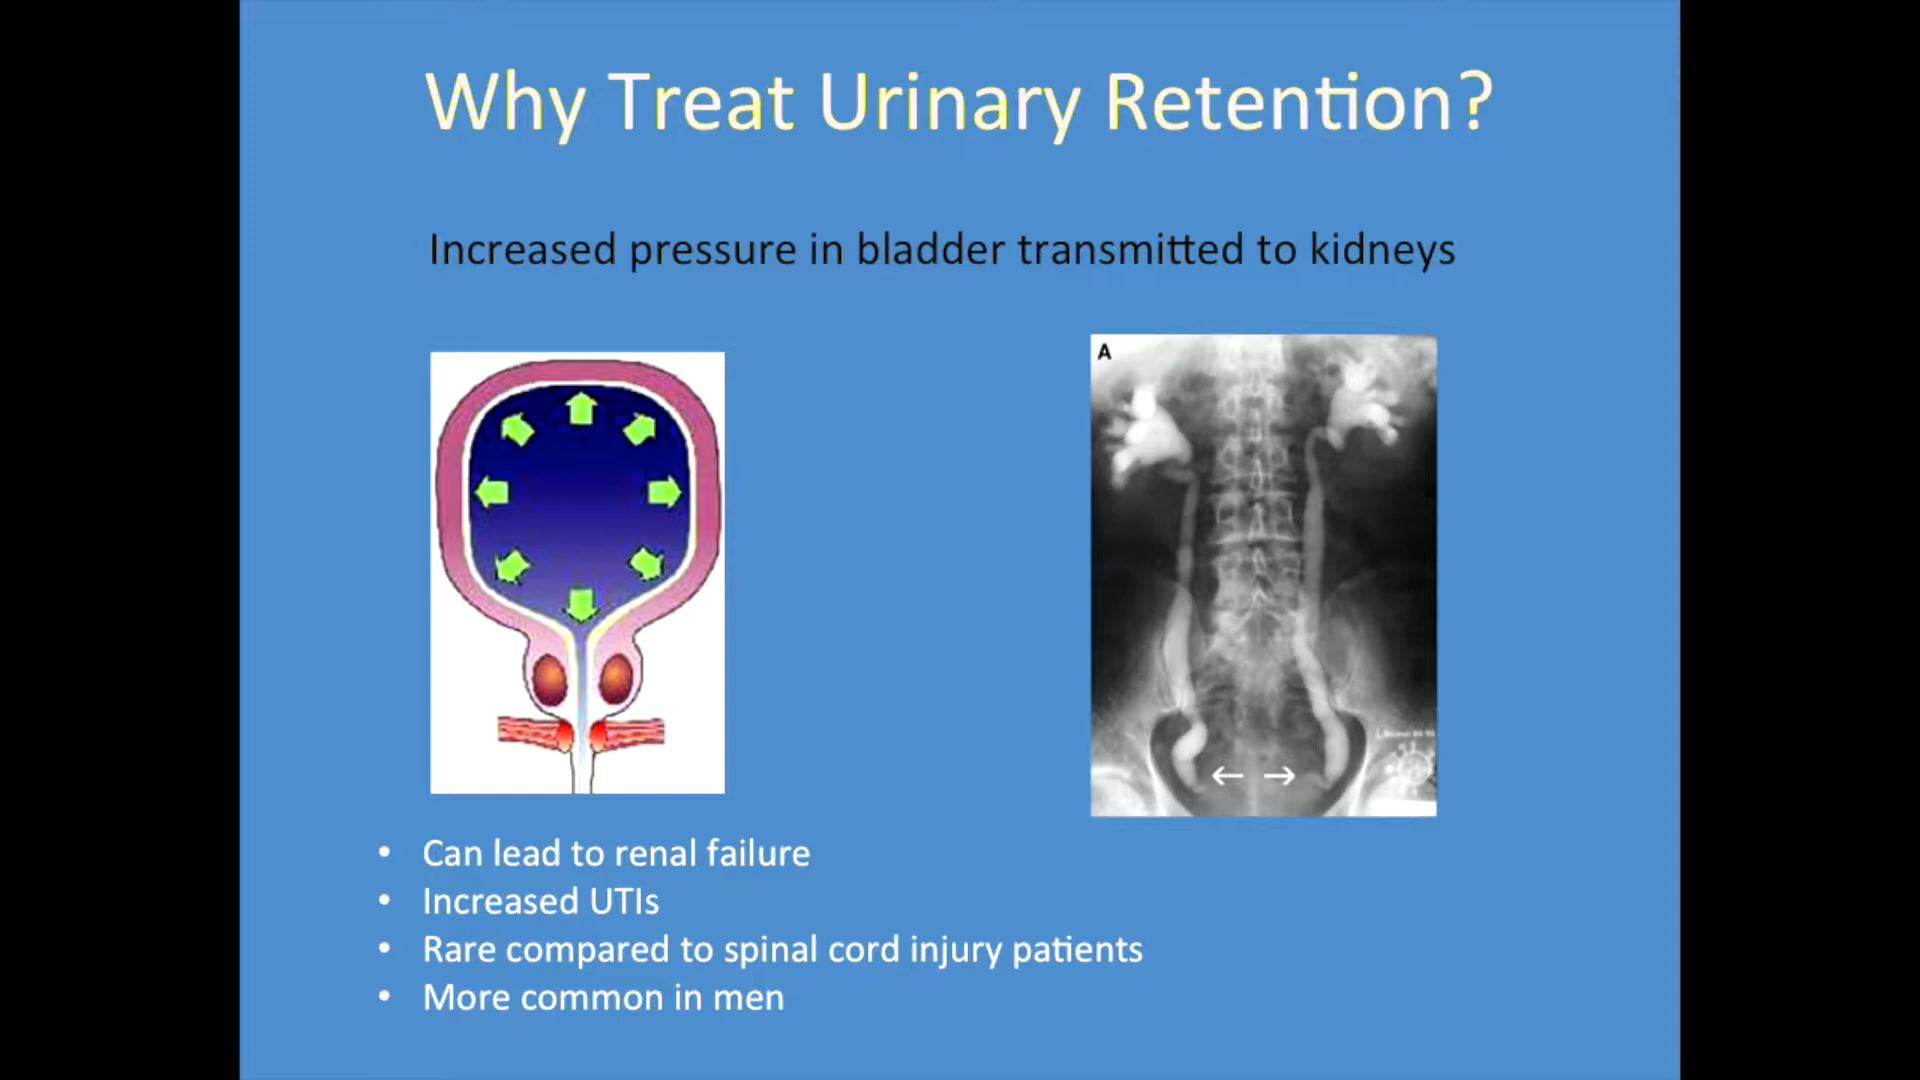 Why Treat Urinary Retention?
Increased pressure in bladder transmitted to kidneys
A
• Can lead to renal failure
• Increased UTIs
• Rare compared to spinal cord injury patients
• More common in men